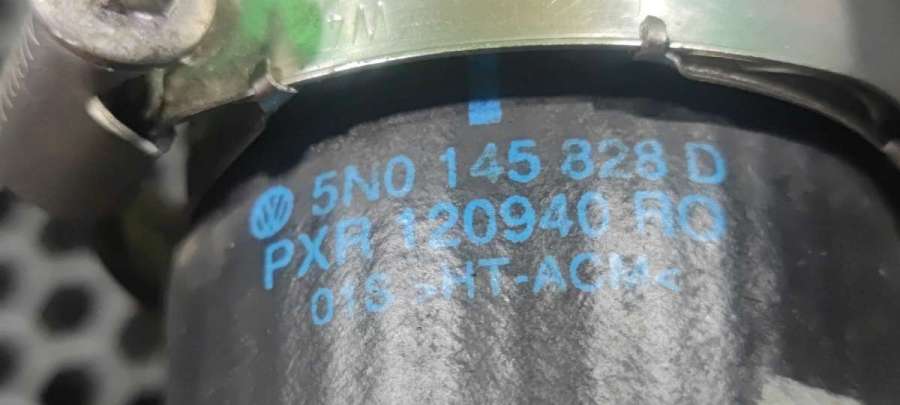 5N0 145 828 D
PXR 120940 RQ
01S >HT-ACM<